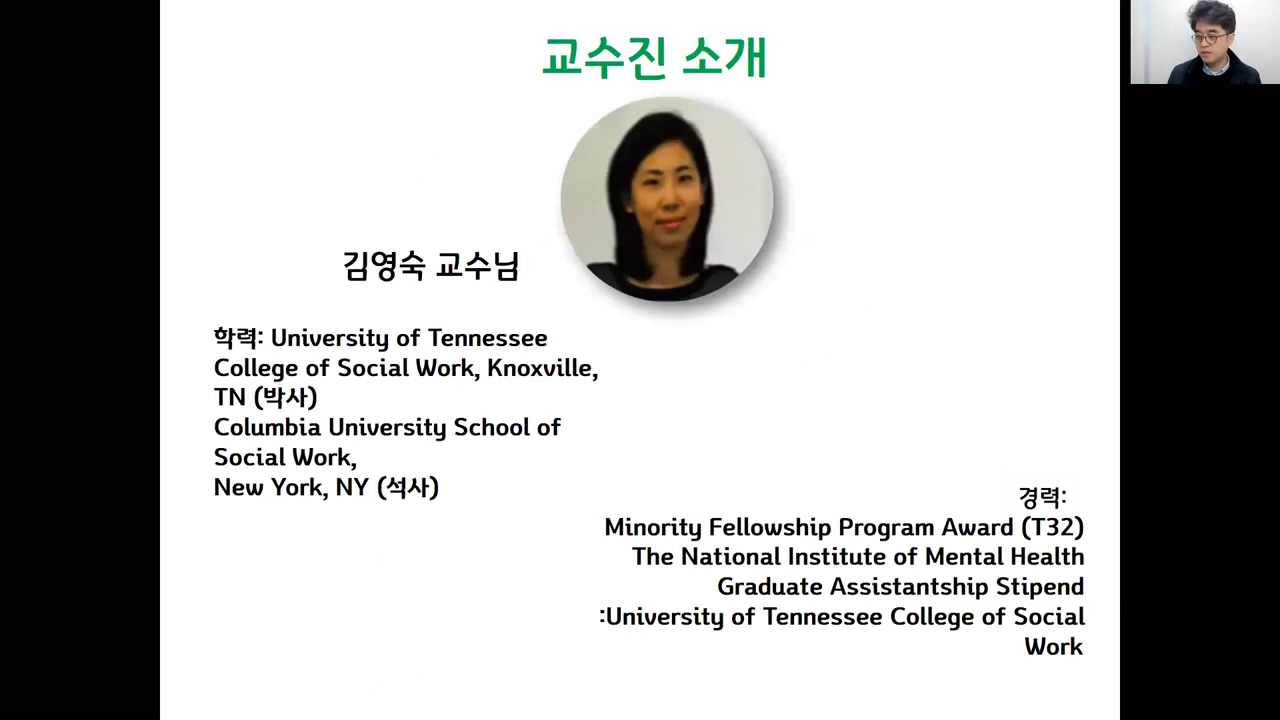 교수진 소개
김영숙 교수님
학력: University of Tennessee
College of Social Work, Knoxville,
TN (박사)
Columbia University School of
Social Work,
New York, NY (석사)
경력:
Minority Fellowship Program Award (T32)
The National Institute of Mental Health
Graduate Assistantship Stipend
:University of Tennessee College of Social
Work